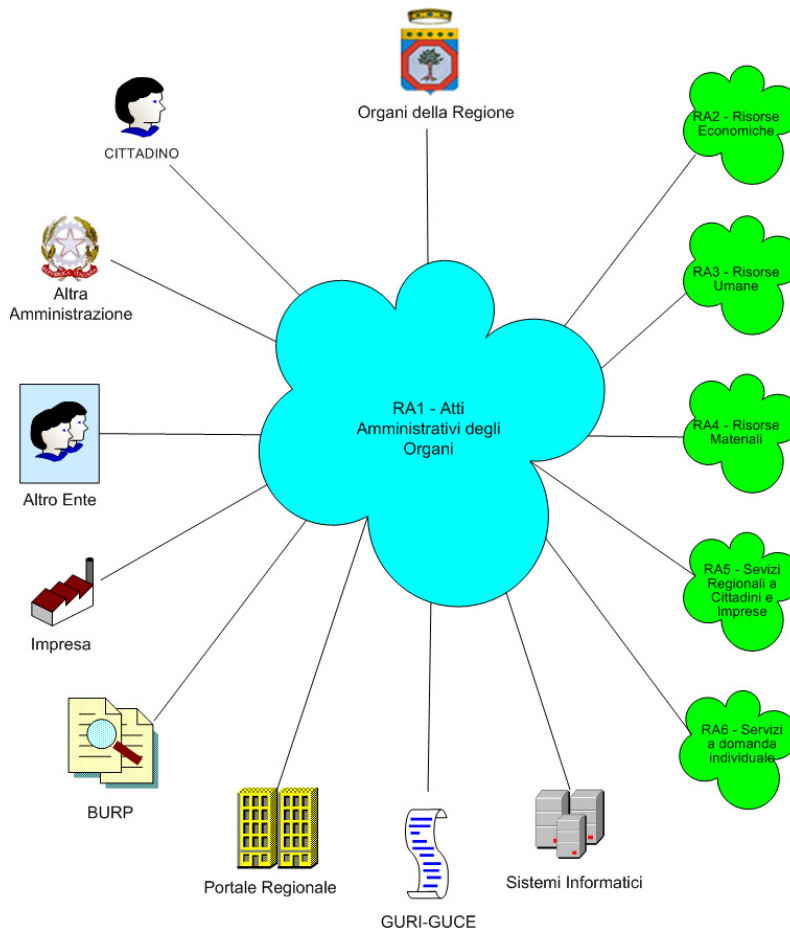 Organi della Regione
CITTADINO
RA2 - Risorse
Economiche
REPUBBLICA ITALIANA
Altra
Amministrazione
RA3 - Risorse
Umane
RA1 - Atti
Amministrativi degli
Organi
RA4 - Risorse
Materiali
Altro Ente
RA5 - Sevizi
Regionali a
Cittadini e
Imprese
Impresa
RA6 - Servizi
a domanda
individuale
BURP
Portale Regionale
GURI-GUCE
Sistemi Informatici